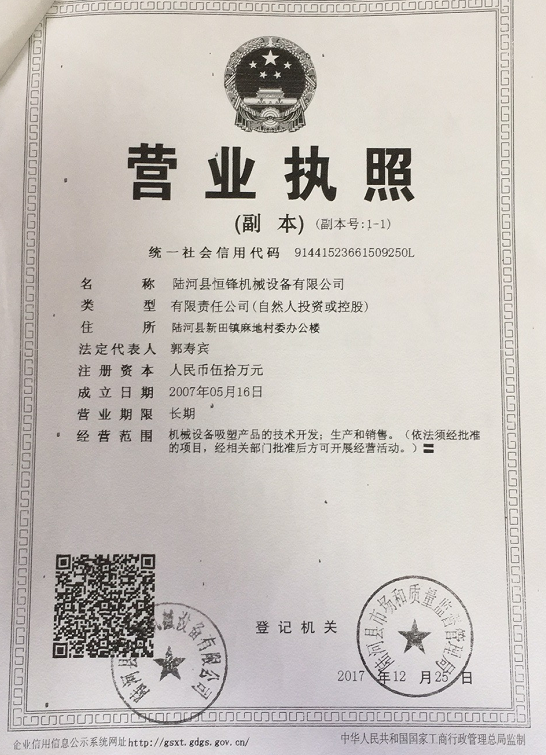 营业执照
(副 本) (副本号:1-1)
统一社会信用代码 91441523661509250L
名 称 陆河县恒锋机械设备有限公司
类 型 有限责任公司(自然人投资或控股)
住 所 陆河县新田镇麻地村委办公楼
法定代表人 郭寿宾
注册资本 人民币伍拾万元
成立日期 2007年05月16日
营业期限 长期
经营范围 机械设备吸塑产品的技术开发；生产和销售。（依法须经批准
的项目，经相关部门批准后方可开展经营活动。）
陆河县 机械设备有限公司
登记机关
陆河县市场和质量监督管理局
2017 年 12 月 25 日
企业信用信息公示系统网址http://gsxt.gdgs.gov.cn/
中华人民共和国国家工商行政管理总局监制